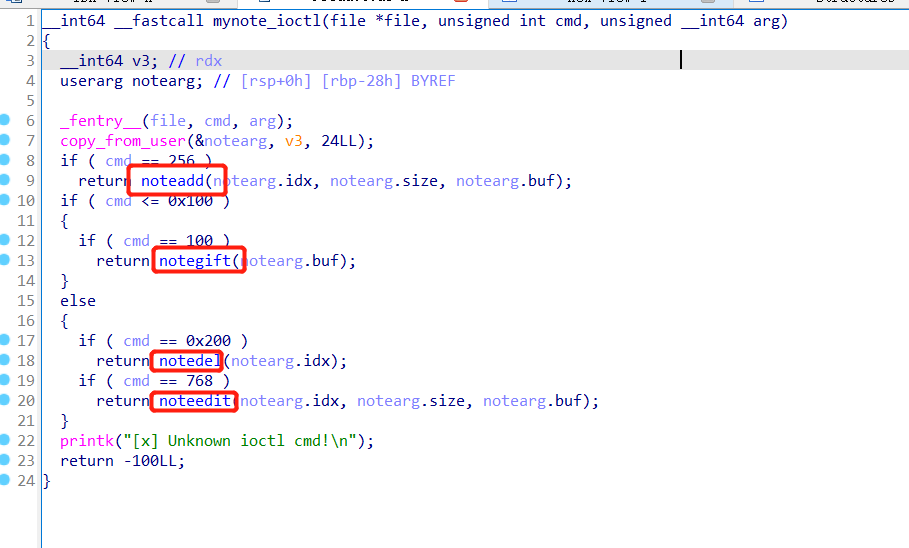 1 __int64 __fastcall mynote_ioctl(file *file, unsigned int cmd, unsigned __int64 arg)
2 {
3 __int64 v3; // rdx
4 userarg notearg; // [rsp+0h] [rbp-28h] BYREF
5
6 _fentry__(file, cmd, arg);
7 copy_from_user(&notearg, v3, 24LL);
8 if ( cmd == 256 )
9 return noteadd(notearg.idx, notearg.size, notearg.buf);
10 if ( cmd <= 0x100 )
11 {
12 if ( cmd == 100 )
13 return notegift(notearg.buf);
14 }
15 else
16 {
17 if ( cmd == 0x200 )
18 return notedel(notearg.idx);
19 if ( cmd == 768 )
20 return noteedit(notearg.idx, notearg.size, notearg.buf);
21 }
22 printk("[x] Unknown ioctl cmd!\n");
23 return -100LL;
24 }